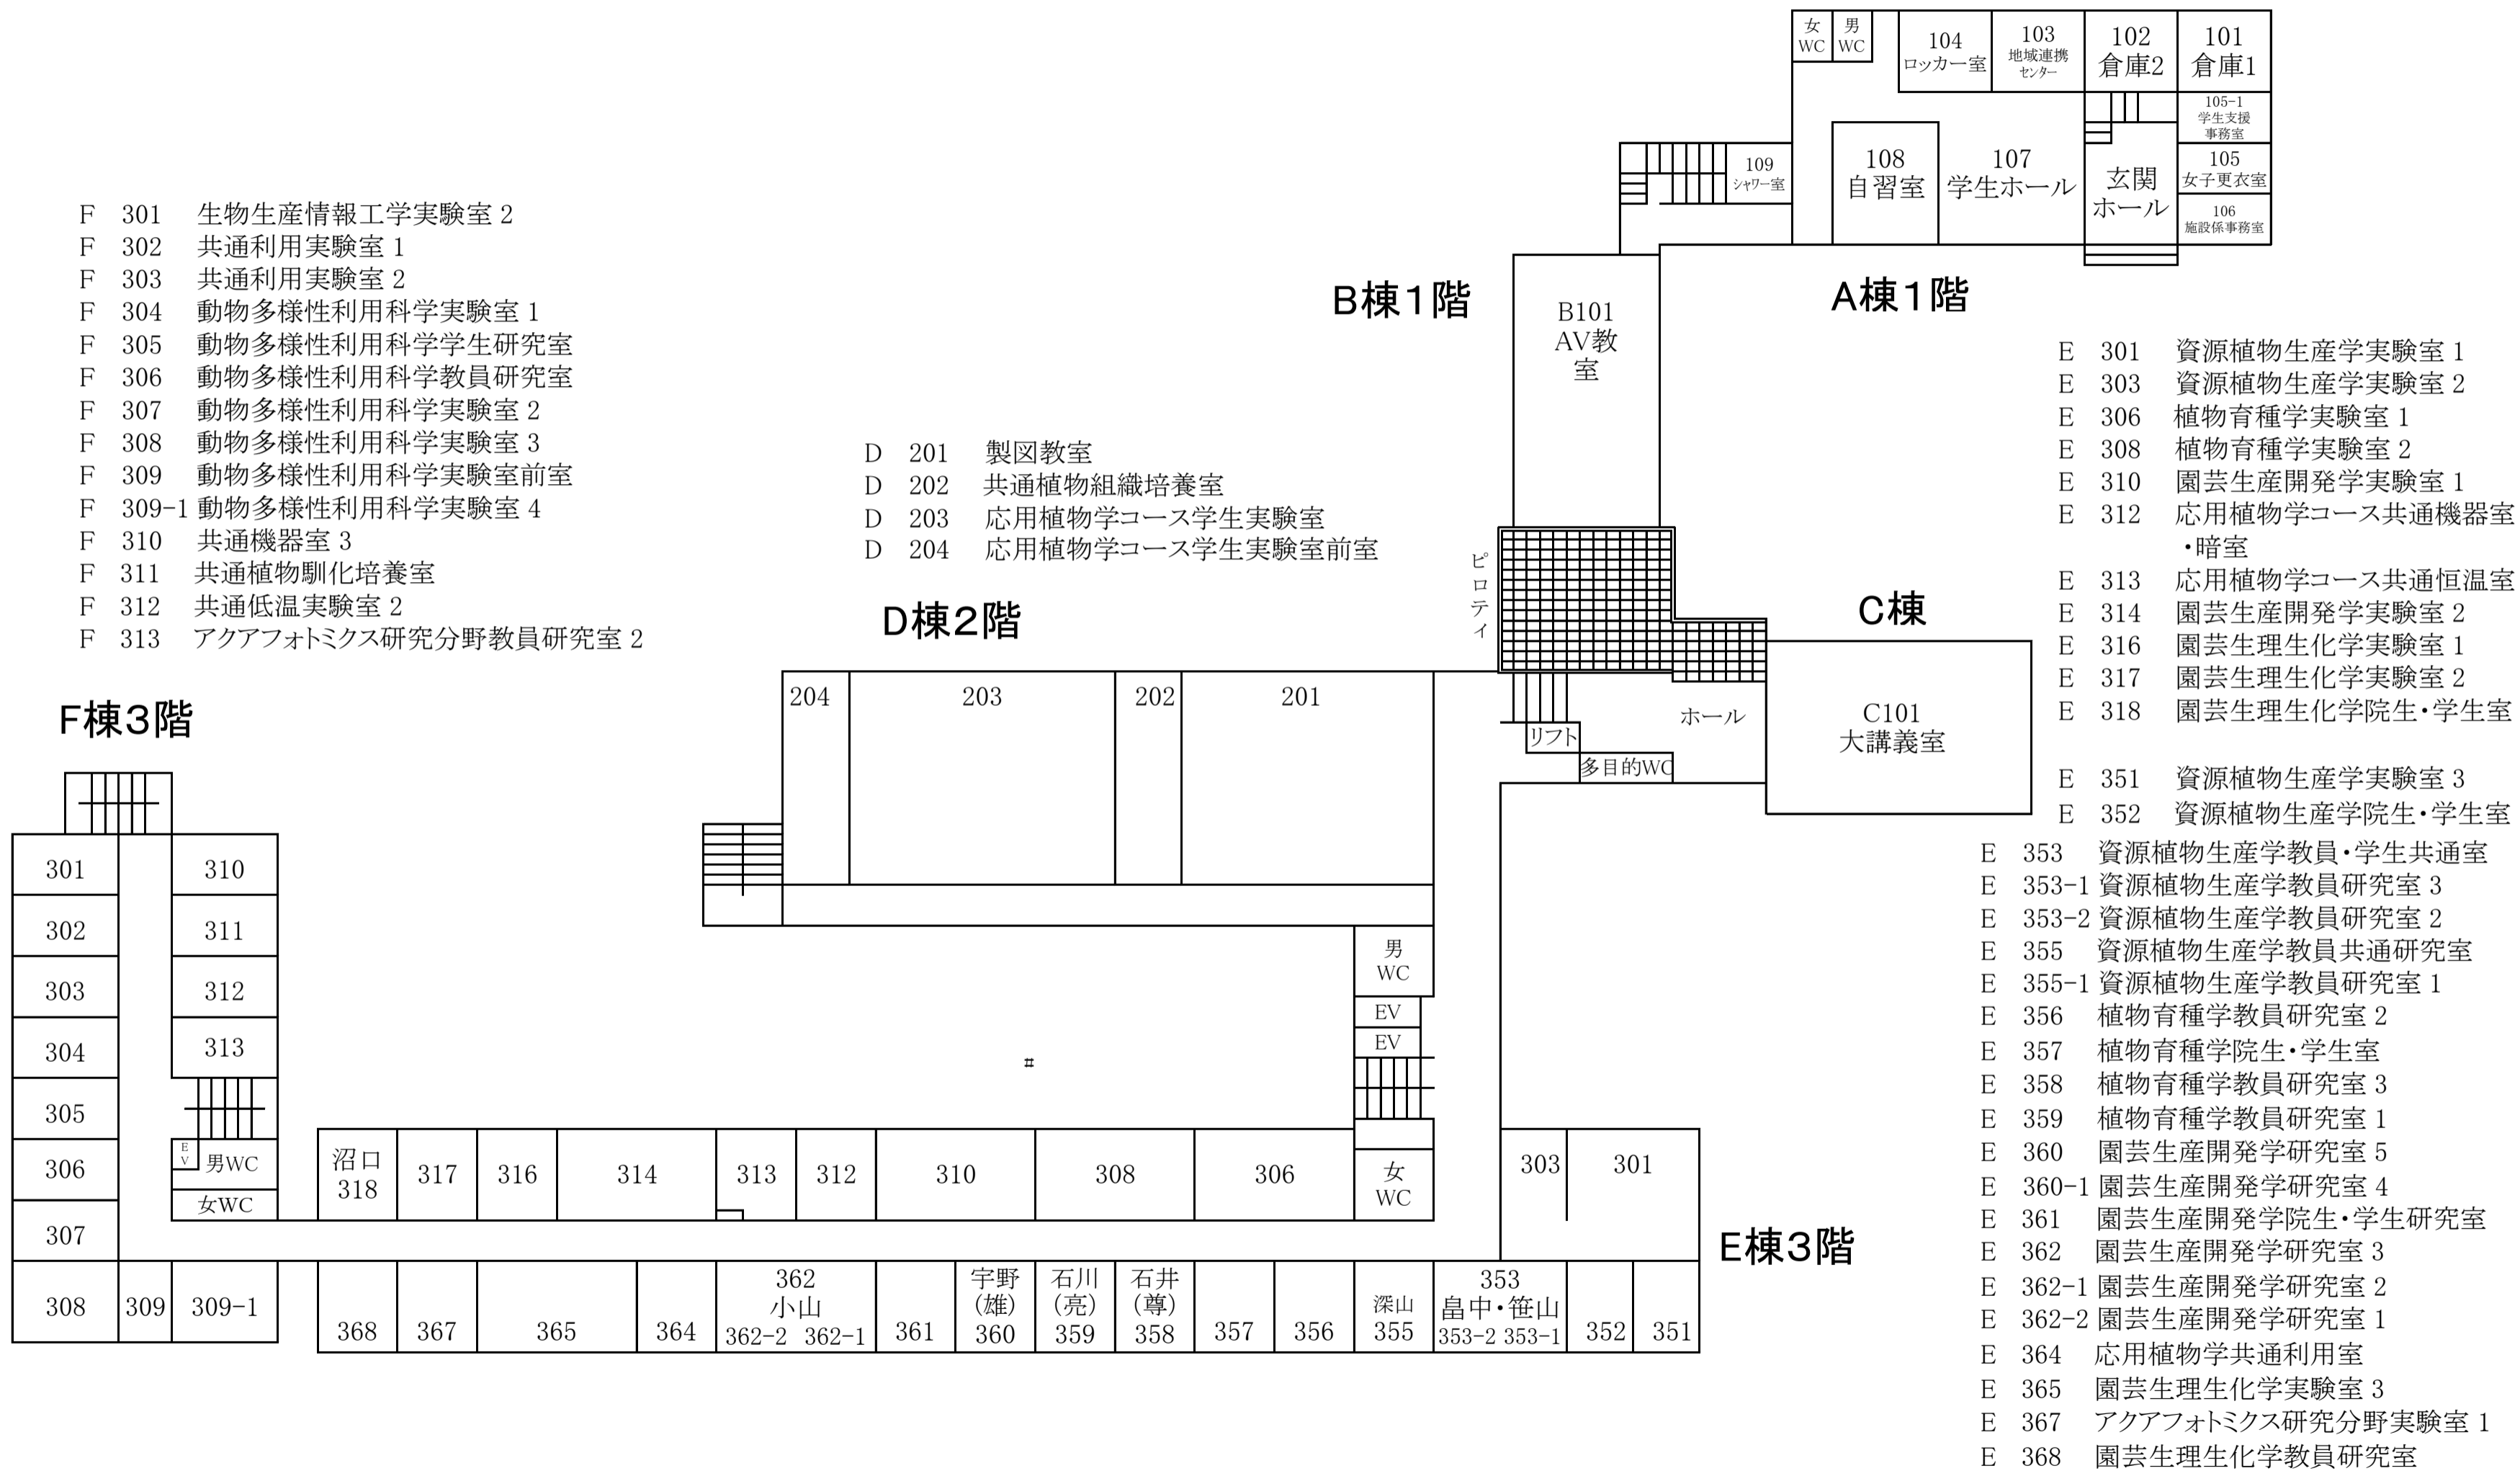 女
WC
男
WC
104
ロッカー室
103
地域連携
センター
102
倉庫2
101
倉庫1
105-1
学生支援
事務室
105
女子更衣室
106
施設係事務室
109
シャワー室
108
自習室
107
学生ホール
玄関
ホール
A棟1階
B棟1階
B101
AV教
室
ピロティ
C棟
C101
大講義室
ホール
リフト
多目的WC
F 301 生物生産情報工学実験室2
F 302 共通利用実験室1
F 303 共通利用実験室2
F 304 動物多様性利用科学実験室1
F 305 動物多様性利用科学学生研究室
F 306 動物多様性利用科学教員研究室
F 307 動物多様性利用科学実験室2
F 308 動物多様性利用科学実験室3
F 309 動物多様性利用科学実験室前室
F 309-1 動物多様性利用科学実験室4
F 310 共通機器室3
F 311 共通植物馴化培養室
F 312 共通低温実験室2
F 313 アクアフォトミクス研究分野教員研究室2
D 201 製図教室
D 202 共通植物組織培養室
D 203 応用植物学コース学生実験室
D 204 応用植物学コース学生実験室前室
D棟2階
204
203
202
201
F棟3階
301
310
302
311
303
312
304
313
305
306
E
V
男WC
女WC
307
308
309
309-1
男
WC
EV
EV
女
WC
#
沼口
318
317
316
314
313
312
310
308
306
303
301
E棟3階
368
367
365
364
362
小山
362-2 362-1
361
宇野
(雄)
360
石川
(亮)
359
石井
(尊)
358
357
356
深山
355
353
畠中・笹山
353-2 353-1
352
351
E 301 資源植物生産学実験室1
E 303 資源植物生産学実験室2
E 306 植物育種学実験室1
E 308 植物育種学実験室2
E 310 園芸生産開発学実験室1
E 312 応用植物学コース共通機器室
・暗室
E 313 応用植物学コース共通恒温室
E 314 園芸生産開発学実験室2
E 316 園芸生理生化学実験室1
E 317 園芸生理生化学実験室2
E 318 園芸生理生化学院生・学生室
E 351 資源植物生産学実験室3
E 352 資源植物生産学院生・学生室
E 353 資源植物生産学教員・学生共通室
E 353-1 資源植物生産学教員研究室3
E 353-2 資源植物生産学教員研究室2
E 355 資源植物生産学教員共通研究室
E 355-1 資源植物生産学教員研究室1
E 356 植物育種学教員研究室2
E 357 植物育種学院生・学生室
E 358 植物育種学教員研究室3
E 359 植物育種学教員研究室1
E 360 園芸生産開発学研究室5
E 360-1 園芸生産開発学研究室4
E 361 園芸生産開発学院生・学生研究室
E 362 園芸生産開発学研究室3
E 362-1 園芸生産開発学研究室2
E 362-2 園芸生産開発学研究室1
E 364 応用植物学共通利用室
E 365 園芸生理生化学実験室3
E 367 アクアフォトミクス研究分野実験室1
E 368 園芸生理生化学教員研究室